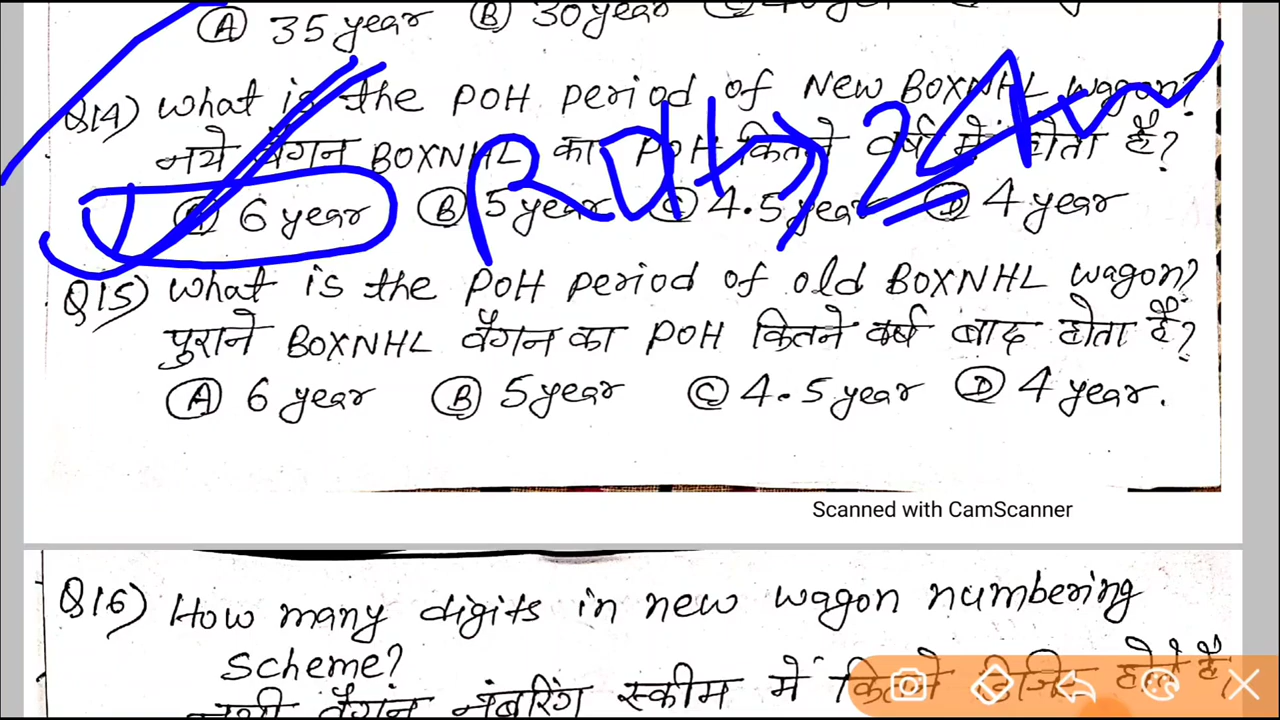 (A) 35 year (B) 30 year
Q14) What is the POH period of New BOXNHL wagon?
नये वैगन BOXNHL का POH कितने वर्ष में होता है?
(A) 6 year (B) 5 year (C) 4.5 year (D) 4 year
ROH → 24
Q15) What is the POH period of old BOXNHL wagon?
पुराने BOXNHL वैगन का POH कितने वर्ष बाद होता है?
(A) 6 year (B) 5 year (C) 4.5 year (D) 4 year.
Scanned with CamScanner
Q16) How many digits in new wagon numbering
scheme?
नयी वैगन नंबरिंग स्कीम में कितने डिजिट होते है